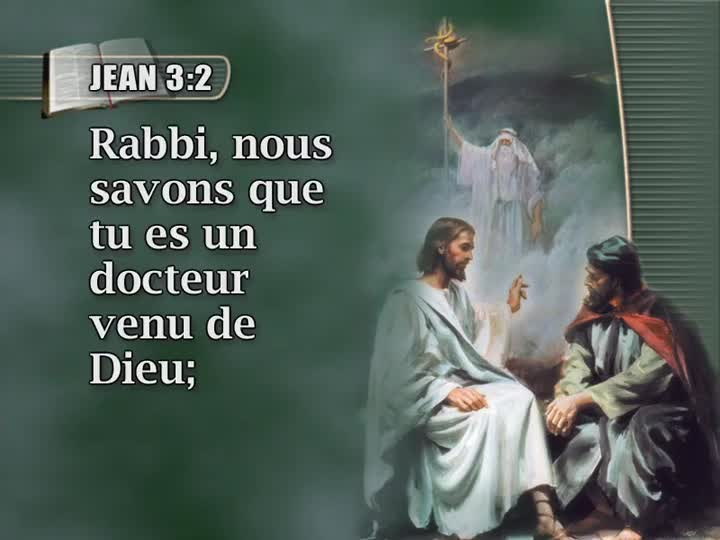 JEAN 3:2
Rabbi, nous
savons que
tu es un
docteur
venu de
Dieu;